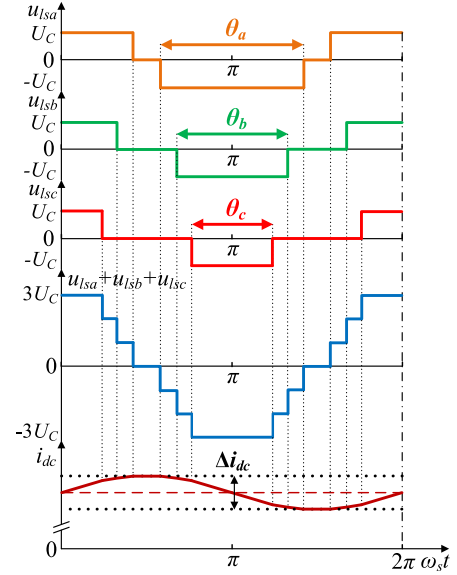 u_lsa
U_C
θ_a
0
π
-U_C
u_lsb
U_C
θ_b
0
π
-U_C
u_lsc
U_C
θ_c
0
π
-U_C
u_lsa+u_lsb+u_lsc
3U_C
0
π
-3U_C
i_dc
Δi_dc
0
π
2π ω_s t